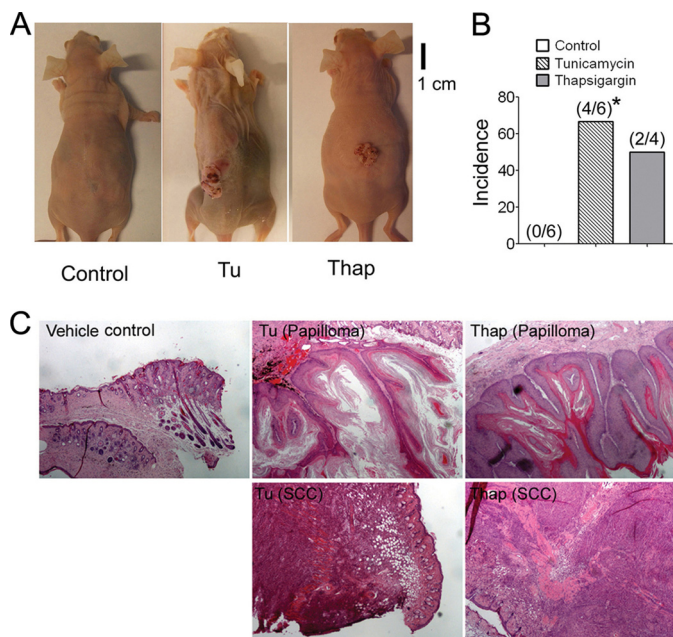 A
1 cm
Control
Tu
Thap
B
Control
Tunicamycin
Thapsigargin
Incidence
80
60
40
20
0
(0/6)
(4/6)*
(2/4)
C
Vehicle control
Tu (Papilloma)
Thap (Papilloma)
Tu (SCC)
Thap (SCC)